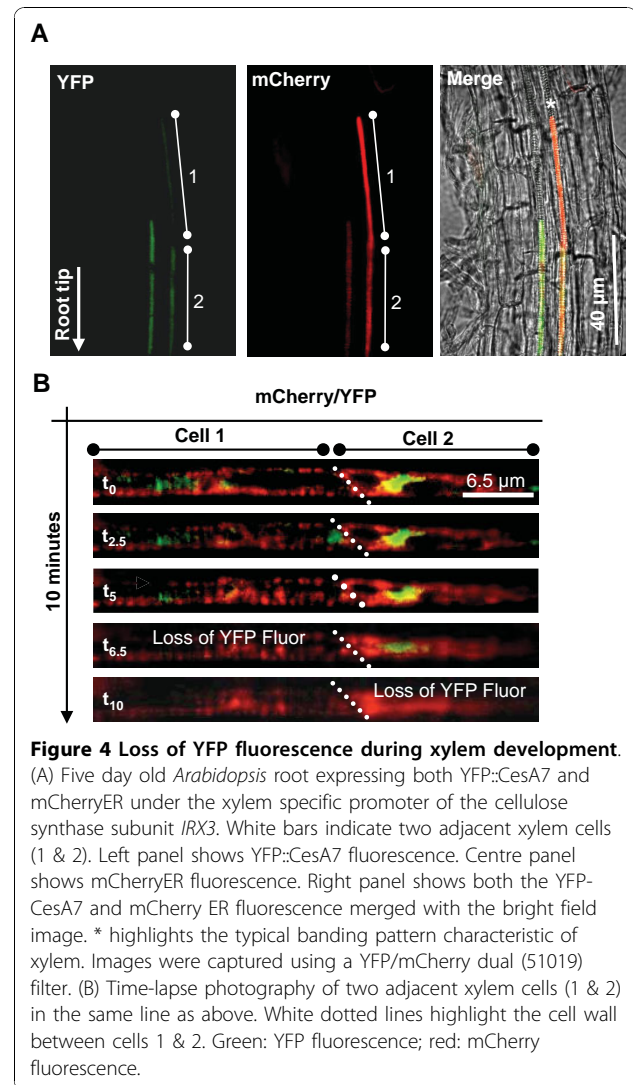 A
YFP
mCherry
Merge
*
1
1
2
2
Root tip
40 µm
B
mCherry/YFP
Cell 1
Cell 2
10 minutes
t0
6.5 µm
t2.5
t5
t6.5
Loss of YFP Fluor
t10
Loss of YFP Fluor
Figure 4 Loss of YFP fluorescence during xylem development.
(A) Five day old Arabidopsis root expressing both YFP::CesA7 and
mCherryER under the xylem specific promoter of the cellulose
synthase subunit IRX3. White bars indicate two adjacent xylem cells
(1 & 2). Left panel shows YFP::CesA7 fluorescence. Centre panel
shows mCherryER fluorescence. Right panel shows both the YFP-
CesA7 and mCherry ER fluorescence merged with the bright field
image. * highlights the typical banding pattern characteristic of
xylem. Images were captured using a YFP/mCherry dual (51019)
filter. (B) Time-lapse photography of two adjacent xylem cells (1 & 2)
in the same line as above. White dotted lines highlight the cell wall
between cells 1 & 2. Green: YFP fluorescence; red: mCherry
fluorescence.